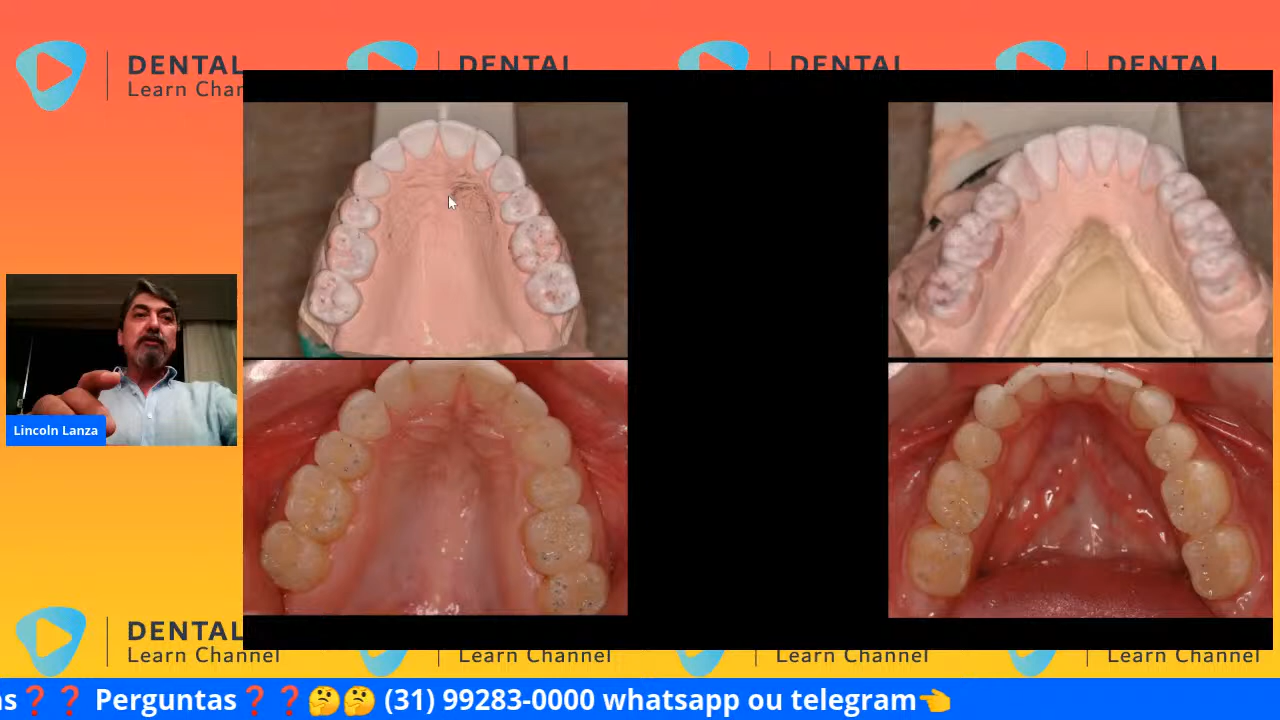 DENTAL
Learn Chan
DENTAL
DENTAL
DENTAL
Lincoln Lanza
DENTAL
Learn Channel
Learn Channel
Learn Channel
Learn Channel
as❓❓ Perguntas❓❓🤔🤔 (31) 99283-0000 whatsapp ou telegram👈